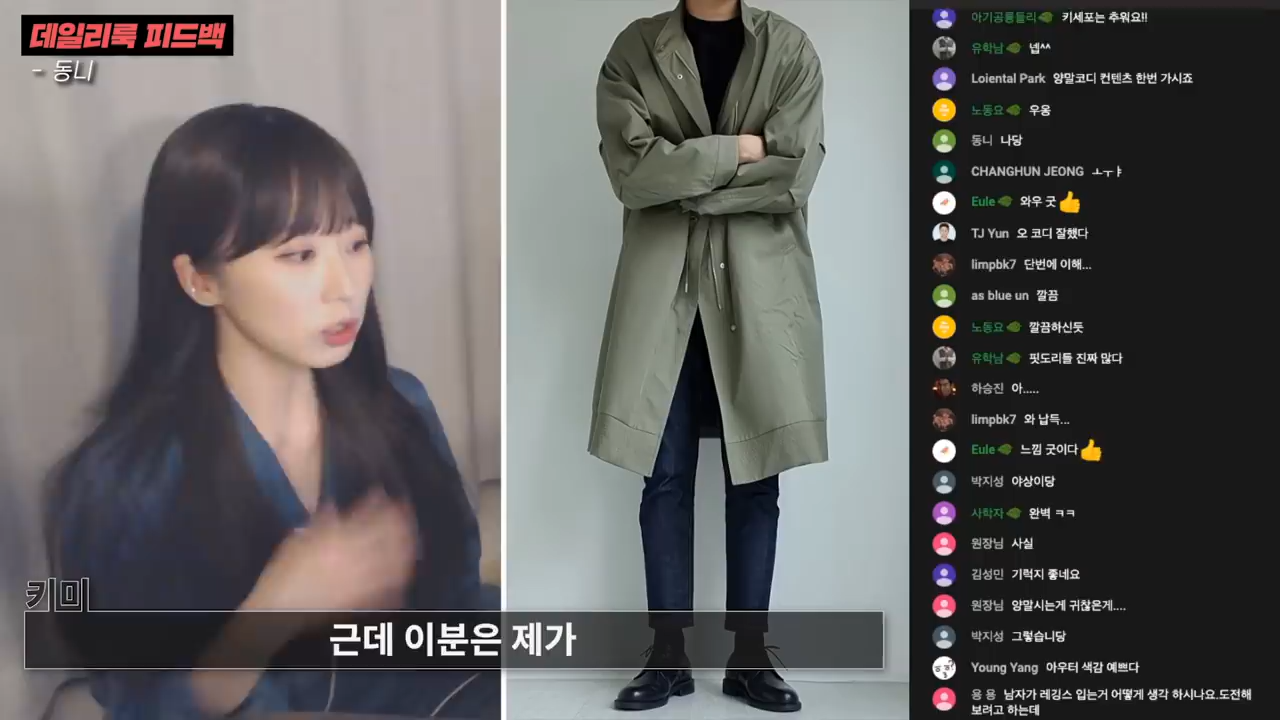 데일리룩 피드백
- 동니
키미
근데 이분은 제가
아기공룡들리 키세포는 추워요!!
유학남 넵^^
Loiental Park 양말코디 컨텐츠 한번 가시죠
노동요 우옹
동니 나당
CHANGHUN JEONG ㅗㅜㅑ
Eule 와우 굿
TJ Yun 오 코디 잘했다
limpbk7 단번에 이해...
as blue un 깔끔
노동요 깔끔하신듯
유학남 핏도리들 진짜 많다
하승진 아.....
limpbk7 와 납득...
Eule 느낌 굿이다
박지성 야상이당
사학자 완벽 ㅋㅋ
원장님 사실
김성민 기럭지 좋네요
원장님 양말시는게 귀찮은게....
박지성 그렇습니당
Young Yang 아우터 색감 예쁘다
용 용 남자가 레깅스 입는거 어떻게 생각 하시나요.도전해
보려고 하는데